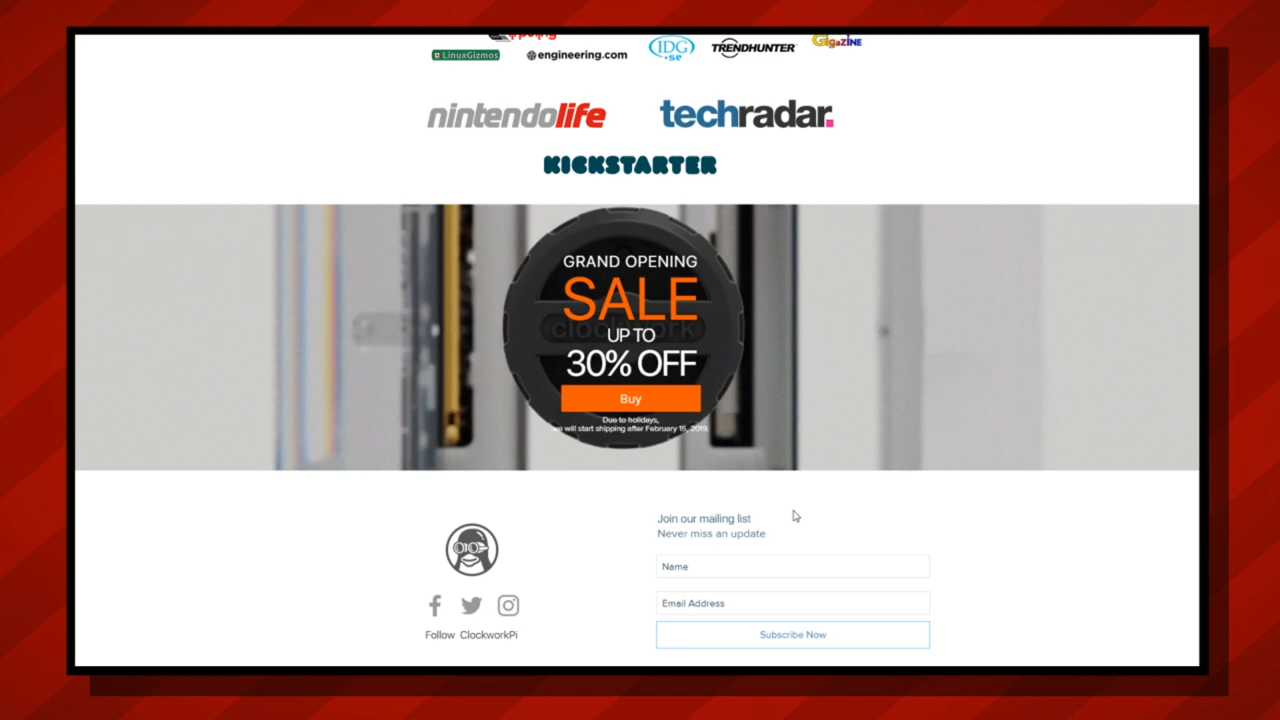 LinuxGizmos
engineering.com
IDG
.se
TRENDHUNTER
GIGAZINE
nintendolife
techradar.
KICKSTARTER
GRAND OPENING
SALE
clockwork
UP TO
30% OFF
Buy
Due to holidays,
we will start shipping after February 15, 2019
Join our mailing list
Never miss an update
Name
Email Address
Subscribe Now
Follow ClockworkPi